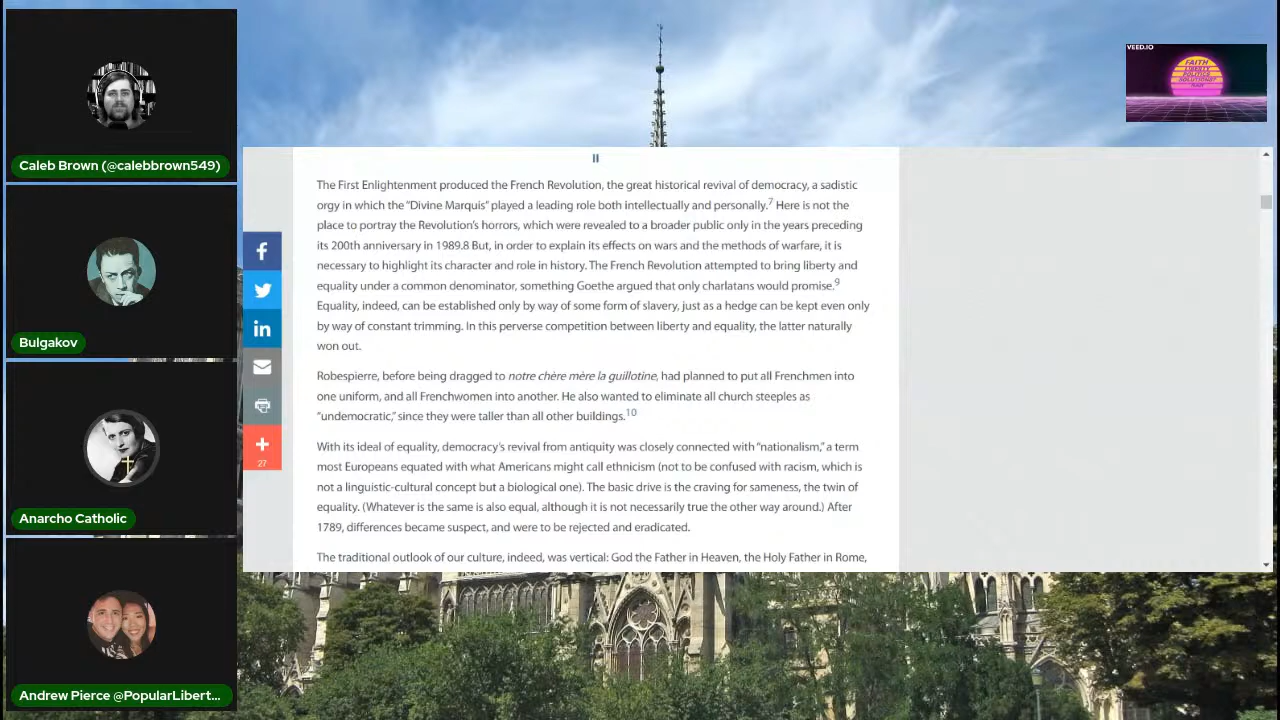 Caleb Brown (@calebbrown549)
Bulgakov
Anarcho Catholic
Andrew Pierce @PopularLibert...
VEED.IO
FAITH
LIBERTY
POLITICS
27
II
The First Enlightenment produced the French Revolution, the great historical revival of democracy, a sadistic
orgy in which the "Divine Marquis" played a leading role both intellectually and personally.7 Here is not the
place to portray the Revolution's horrors, which were revealed to a broader public only in the years preceding
its 200th anniversary in 1989.8 But, in order to explain its effects on wars and the methods of warfare, it is
necessary to highlight its character and role in history. The French Revolution attempted to bring liberty and
equality under a common denominator, something Goethe argued that only charlatans would promise.9
Equality, indeed, can be established only by way of some form of slavery, just as a hedge can be kept even only
by way of constant trimming. In this perverse competition between liberty and equality, the latter naturally
won out.
Robespierre, before being dragged to notre chère mère la guillotine, had planned to put all Frenchmen into
one uniform, and all Frenchwomen into another. He also wanted to eliminate all church steeples as
"undemocratic," since they were taller than all other buildings.10
With its ideal of equality, democracy's revival from antiquity was closely connected with "nationalism," a term
most Europeans equated with what Americans might call ethnicism (not to be confused with racism, which is
not a linguistic-cultural concept but a biological one). The basic drive is the craving for sameness, the twin of
equality. (Whatever is the same is also equal, although it is not necessarily true the other way around.) After
1789, differences became suspect, and were to be rejected and eradicated.
The traditional outlook of our culture, indeed, was vertical: God the Father in Heaven, the Holy Father in Rome,